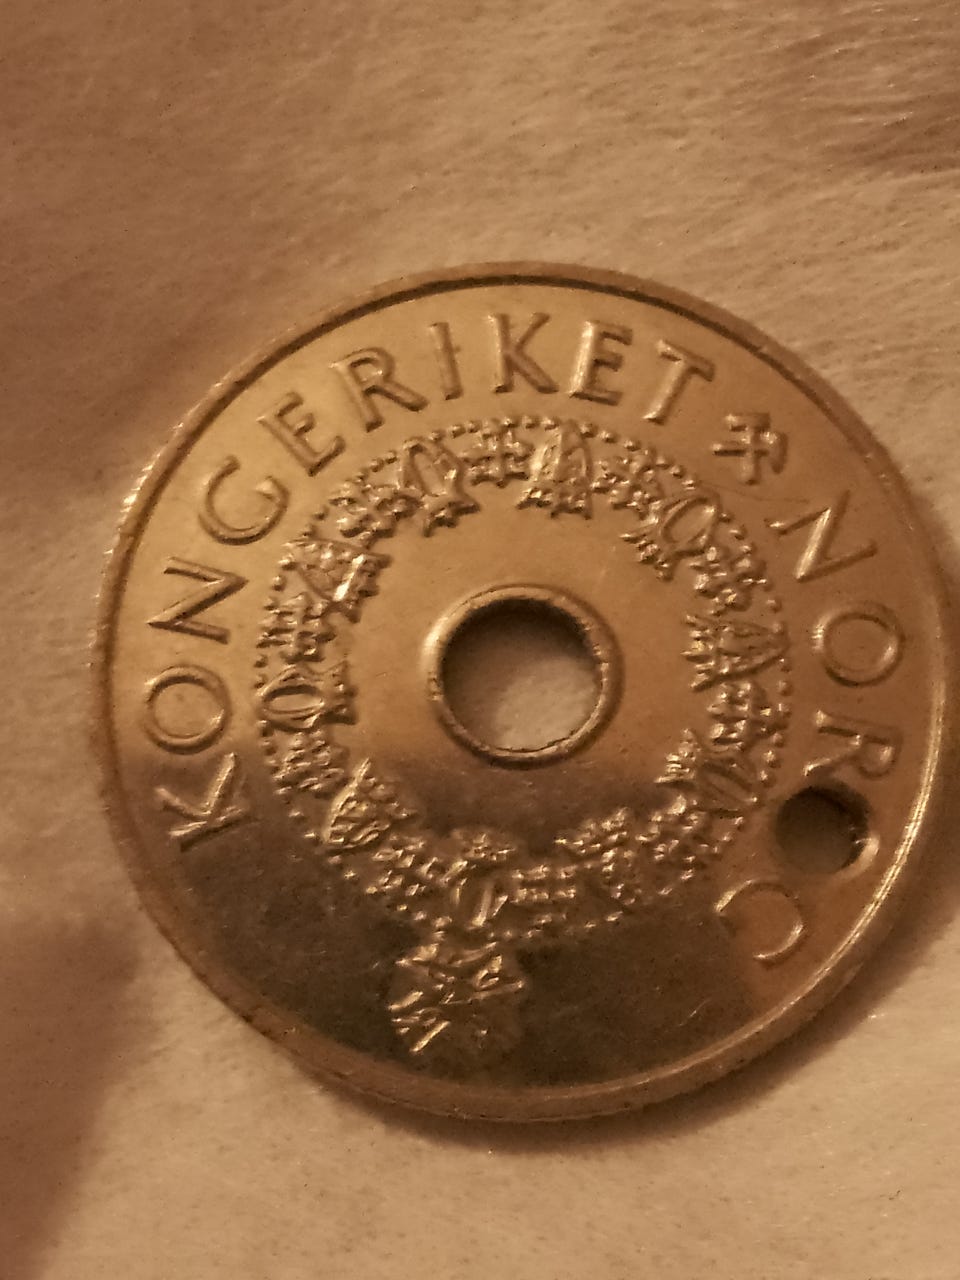 KONGERIKET ⚒ NOR G